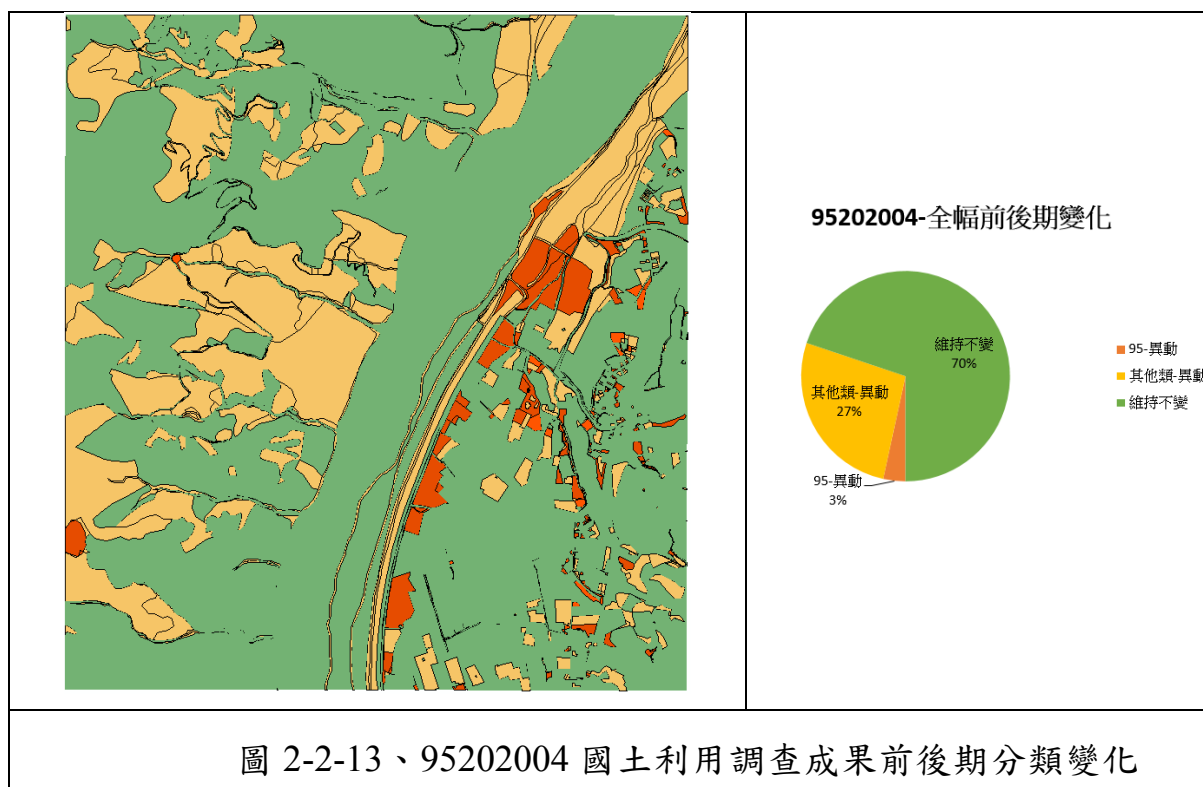 95202004-全幅前後期變化
維持不變
70%
其他類-異動
27%
95-異動
3%
95-異動
其他類-異動
維持不變
圖 2-2-13、95202004 國土利用調查成果前後期分類變化